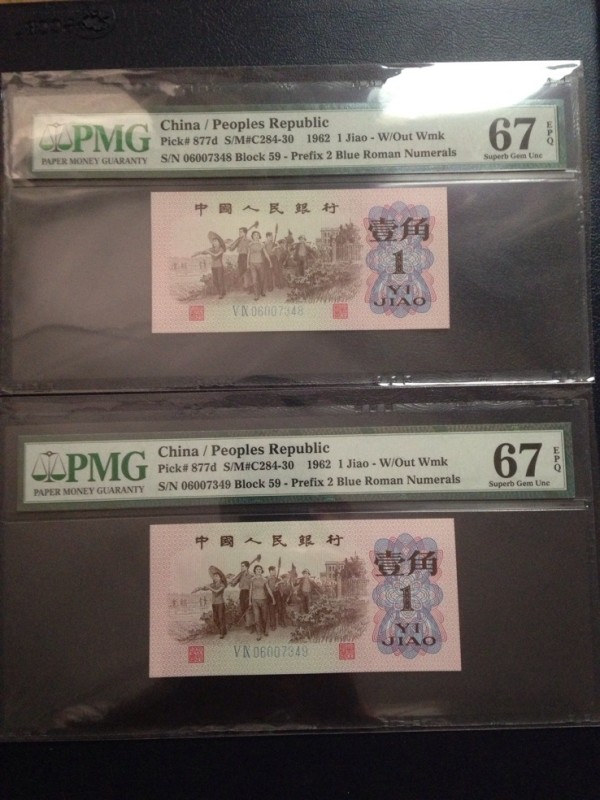 PMG
PAPER MONEY GUARANTY
China / Peoples Republic
Pick# 877d S/M#C284-30 1962 1 Jiao - W/Out Wmk
S/N 06007348 Block 59 - Prefix 2 Blue Roman Numerals
67
EPQ
Superb Gem Unc
中國人民銀行
壹角
1
YI
JIAO
V IX 06007348
PMG
PAPER MONEY GUARANTY
China / Peoples Republic
Pick# 877d S/M#C284-30 1962 1 Jiao - W/Out Wmk
S/N 06007349 Block 59 - Prefix 2 Blue Roman Numerals
67
EPQ
Superb Gem Unc
中國人民銀行
壹角
1
YI
JIAO
V IX 06007349